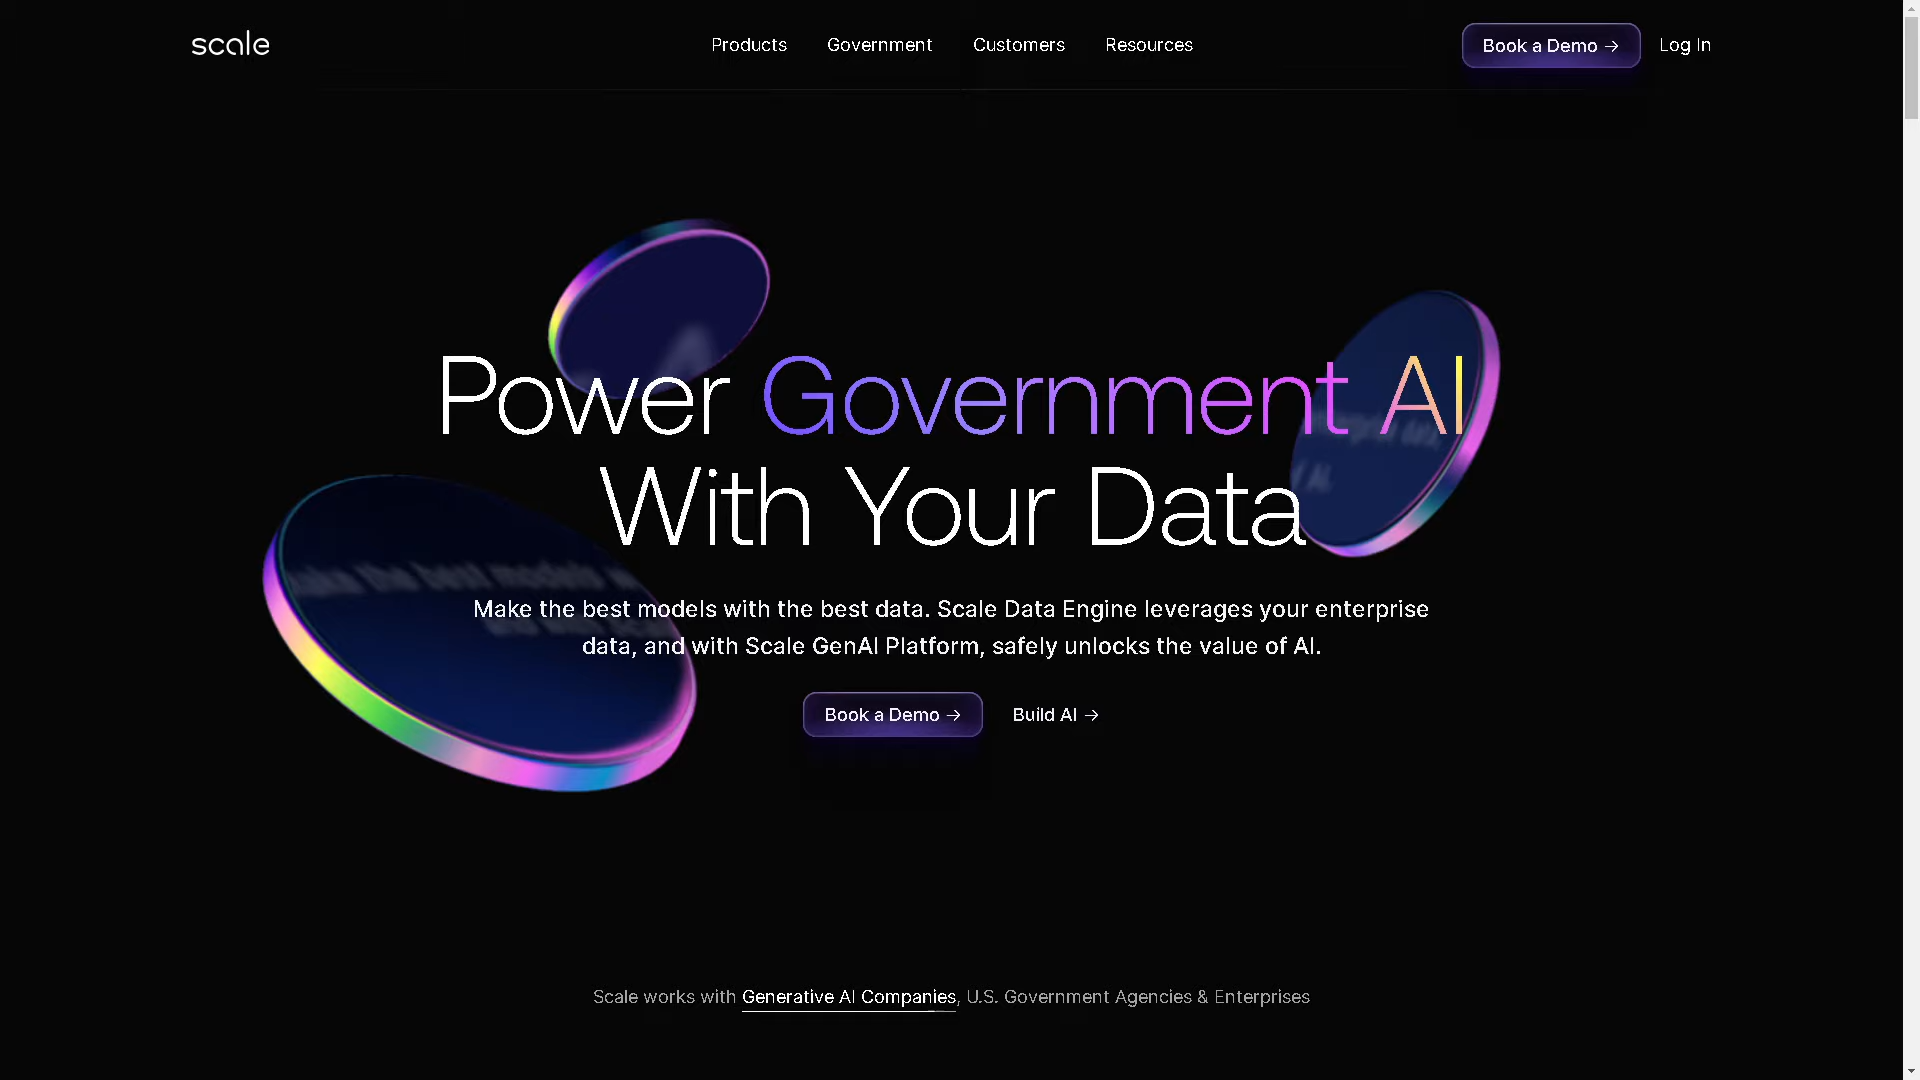 scale
Products
Government
Customers
Resources
Book a Demo →
Log In
Power Government AI
With Your Data
Make the best models with the best data. Scale Data Engine leverages your enterprise
data, and with Scale GenAI Platform, safely unlocks the value of AI.
Book a Demo →
Build AI →
Scale works with Generative AI Companies, U.S. Government Agencies & Enterprises